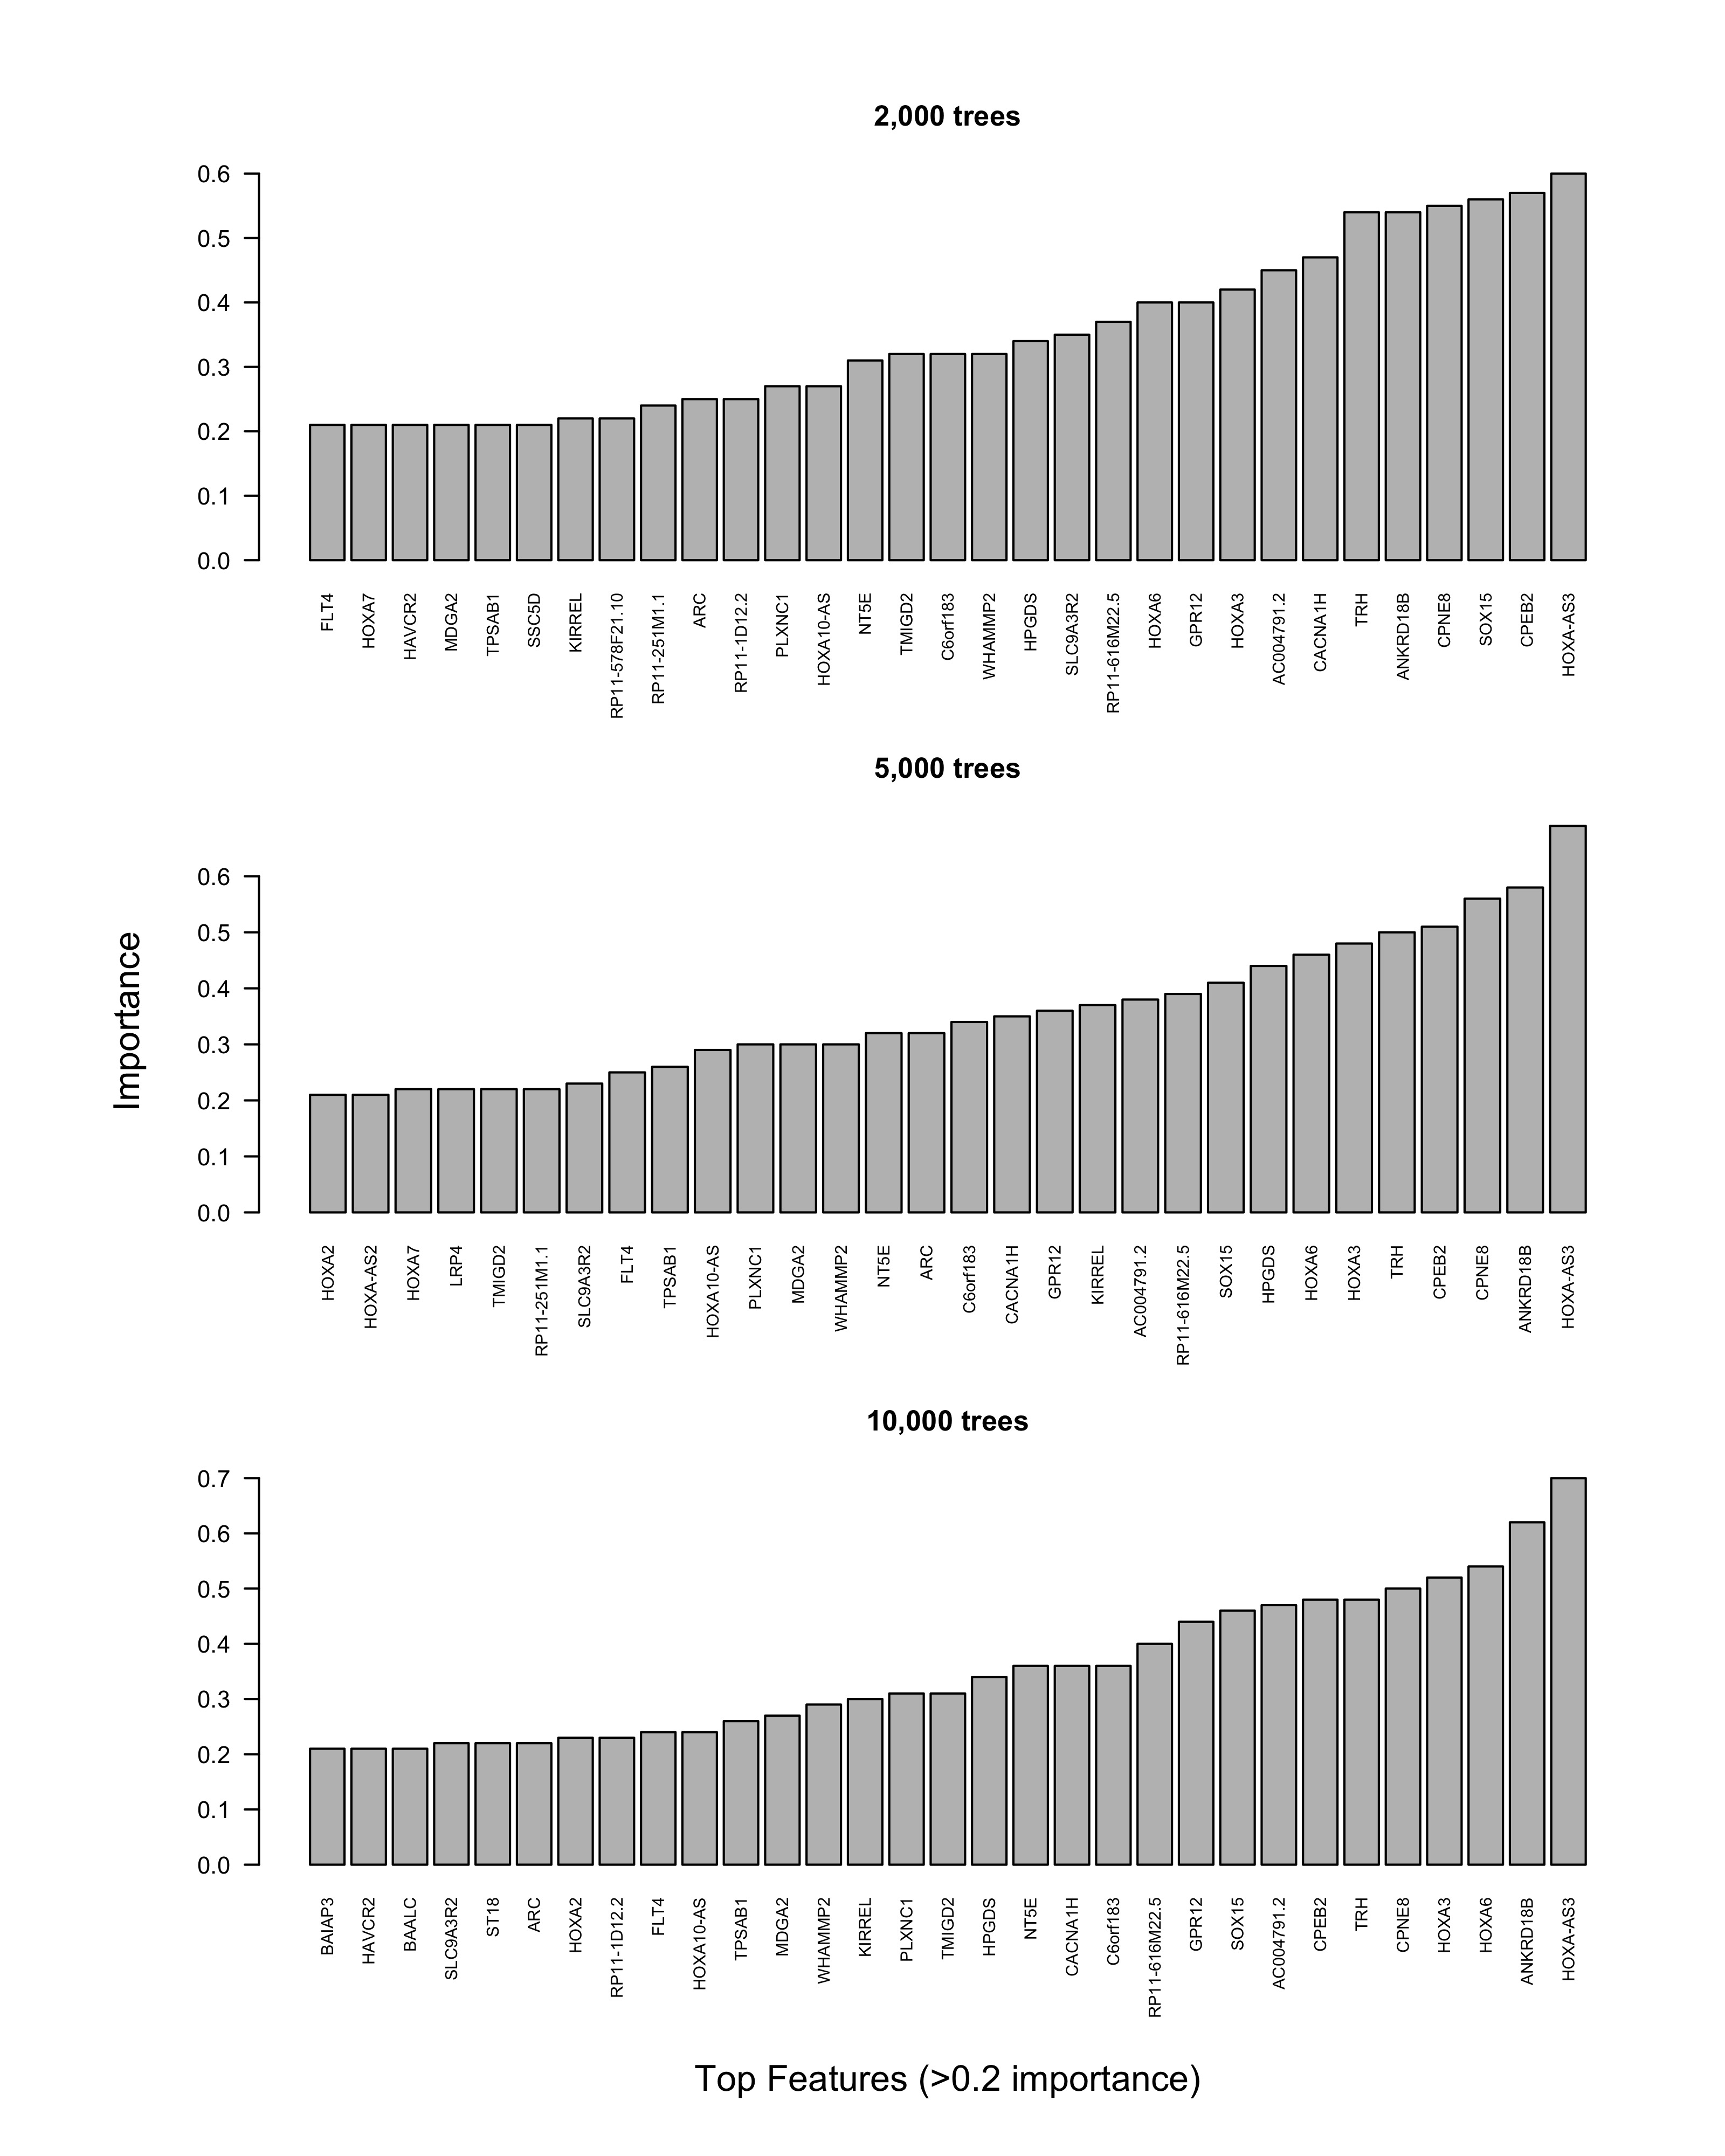 2,000 trees
0.6
0.5
0.4
0.3
0.2
0.1
0.0
FLT4
HOXA7
HAVCR2
MDGA2
TPSAB1
SSC5D
KIRREL
RP11-578F21.10
RP11-251M1.1
ARC
RP11-1D12.2
PLXNC1
HOXA10-AS
NT5E
TMIGD2
C6orf183
WHAMMP2
HPGDS
SLC9A3R2
RP11-616M22.5
HOXA6
GPR12
HOXA3
AC004791.2
CACNA1H
TRH
ANKRD18B
CPNE8
SOX15
CPEB2
HOXA-AS3
5,000 trees
Importance
0.6
0.5
0.4
0.3
0.2
0.1
0.0
HOXA2
HOXA-AS2
HOXA7
LRP4
TMIGD2
RP11-251M1.1
SLC9A3R2
FLT4
TPSAB1
HOXA10-AS
PLXNC1
MDGA2
WHAMMP2
NT5E
ARC
C6orf183
CACNA1H
GPR12
KIRREL
AC004791.2
RP11-616M22.5
SOX15
HPGDS
HOXA6
HOXA3
TRH
CPEB2
CPNE8
ANKRD18B
HOXA-AS3
10,000 trees
0.7
0.6
0.5
0.4
0.3
0.2
0.1
0.0
BAIAP3
HAVCR2
BAALC
SLC9A3R2
ST18
ARC
HOXA2
RP11-1D12.2
FLT4
HOXA10-AS
TPSAB1
MDGA2
WHAMMP2
KIRREL
PLXNC1
TMIGD2
HPGDS
NT5E
CACNA1H
C6orf183
RP11-616M22.5
GPR12
SOX15
AC004791.2
CPEB2
TRH
CPNE8
HOXA3
HOXA6
ANKRD18B
HOXA-AS3
Top Features (>0.2 importance)